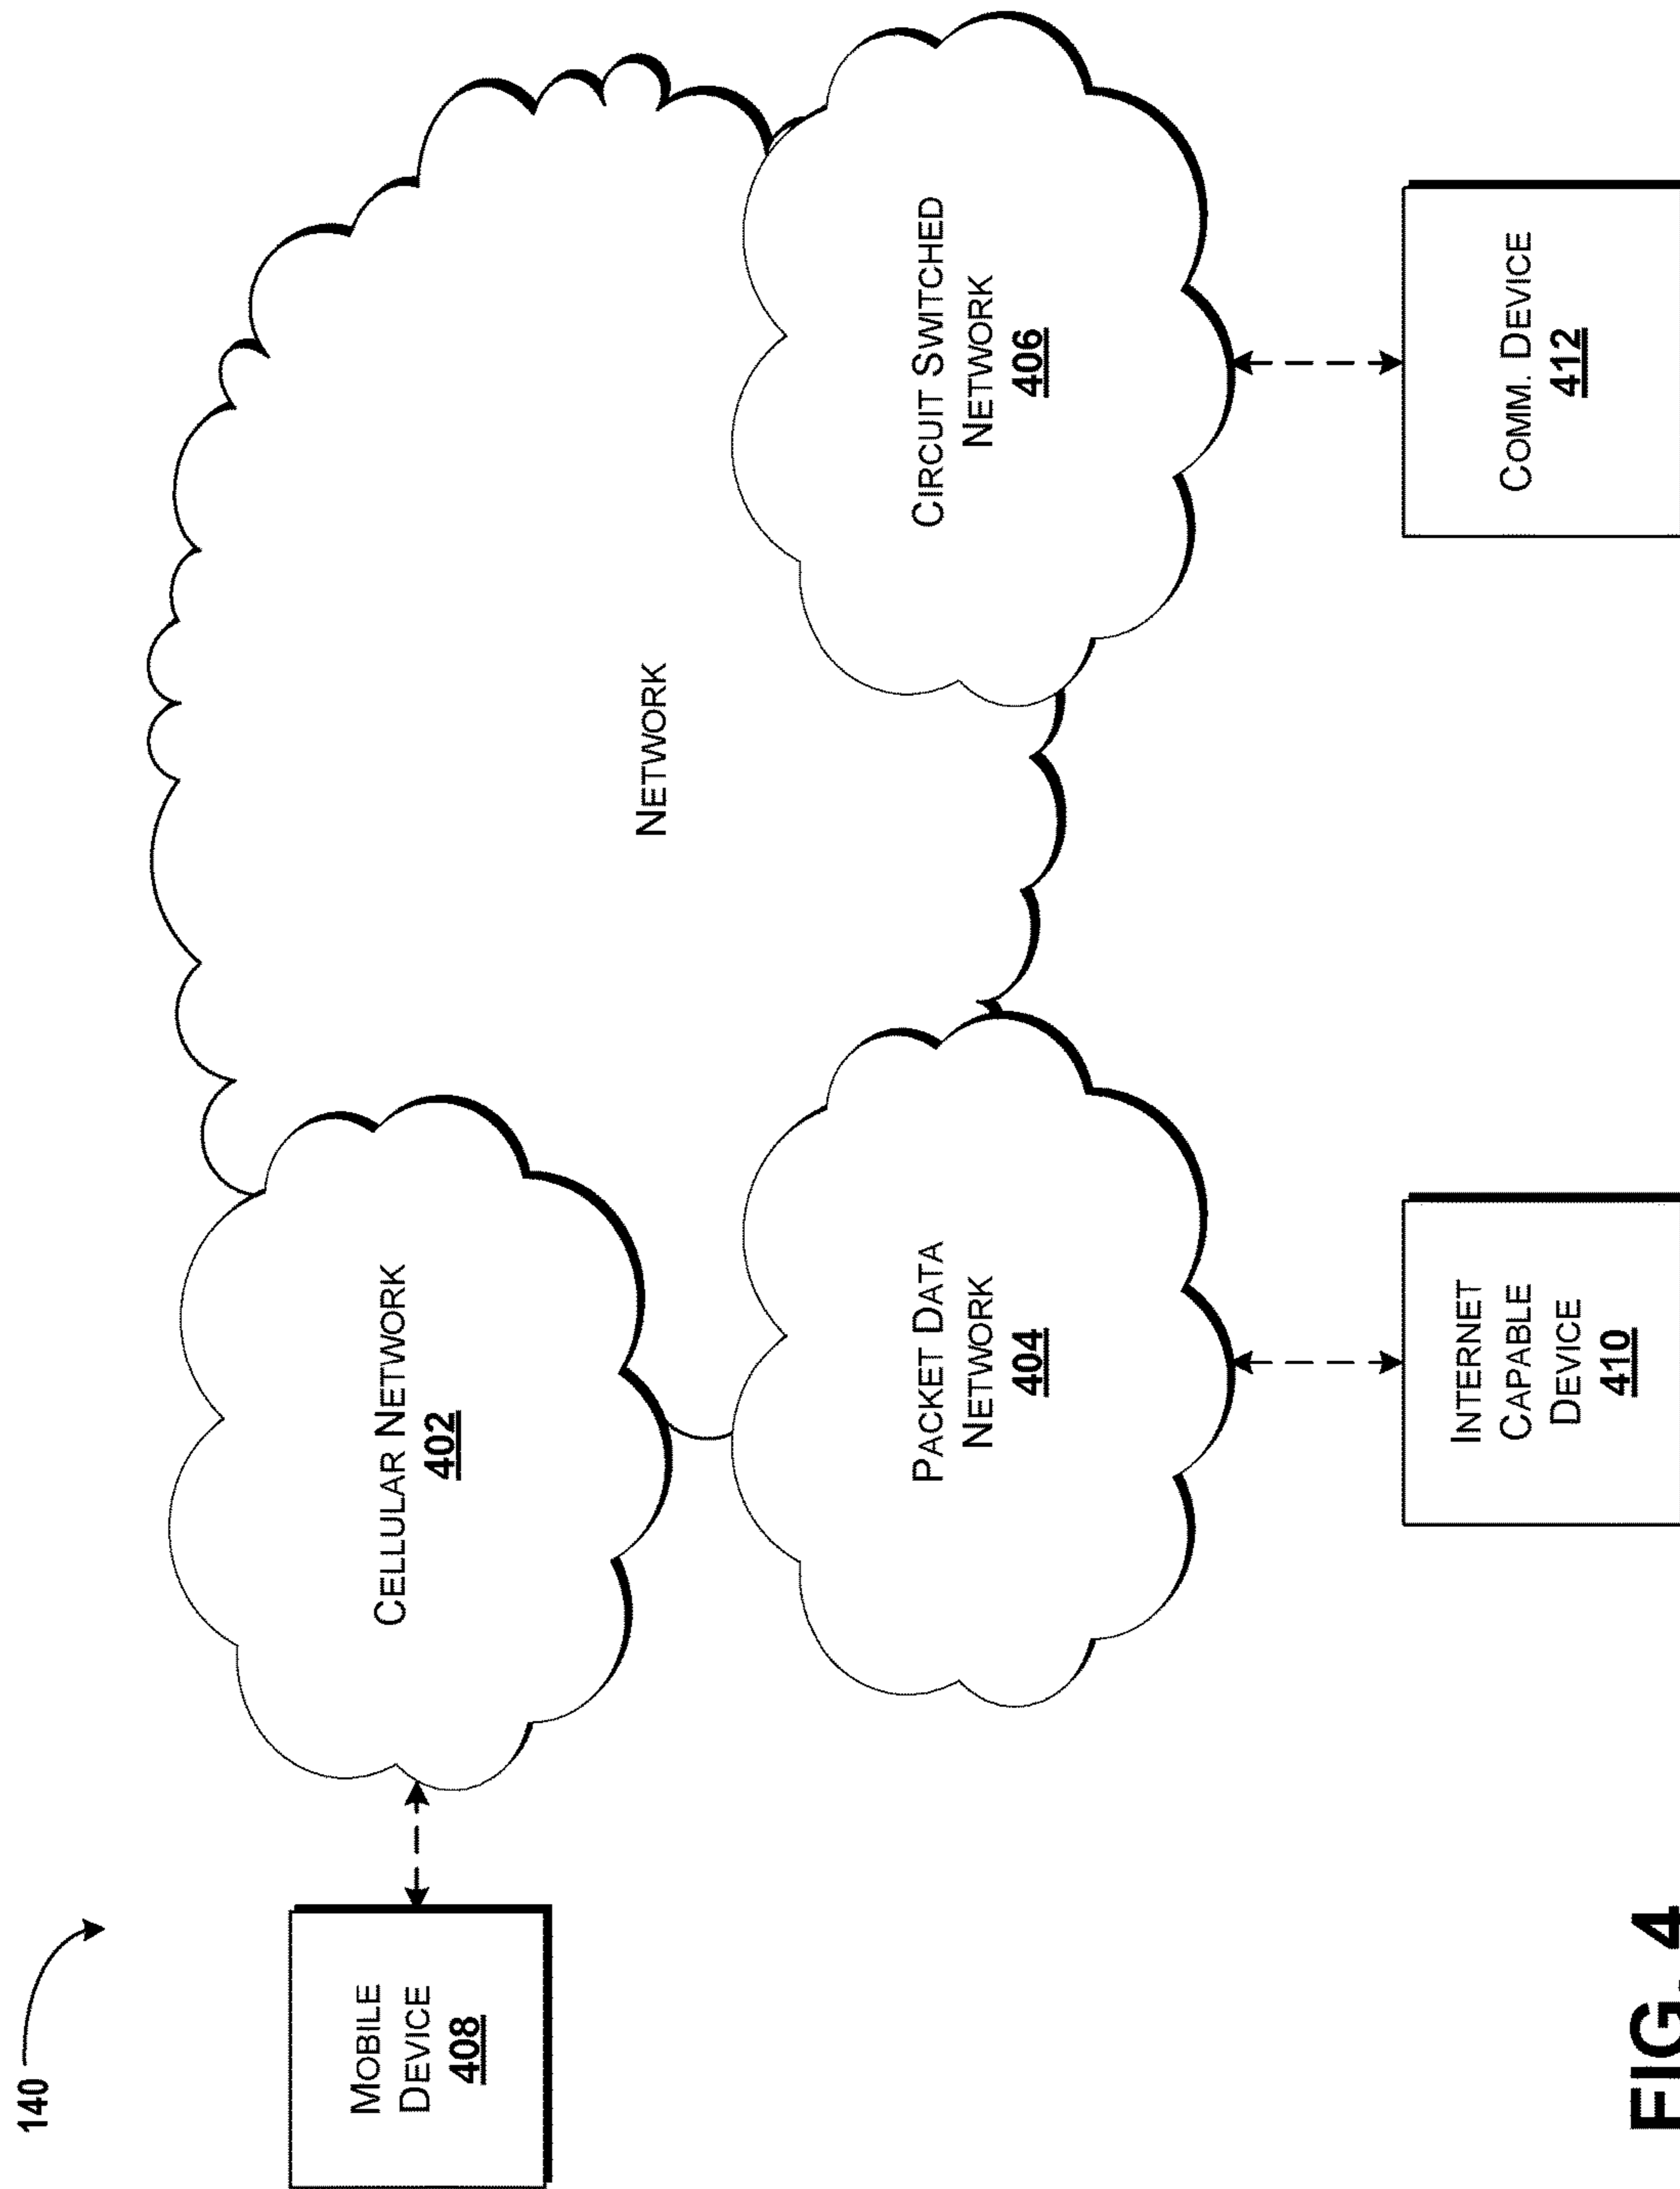 140
MOBILE
DEVICE
408
CELLULAR NETWORK
402
NETWORK
PACKET DATA
NETWORK
404
CIRCUIT SWITCHED
NETWORK
406
INTERNET
CAPABLE
DEVICE
410
COMM. DEVICE
412
FIG. 4